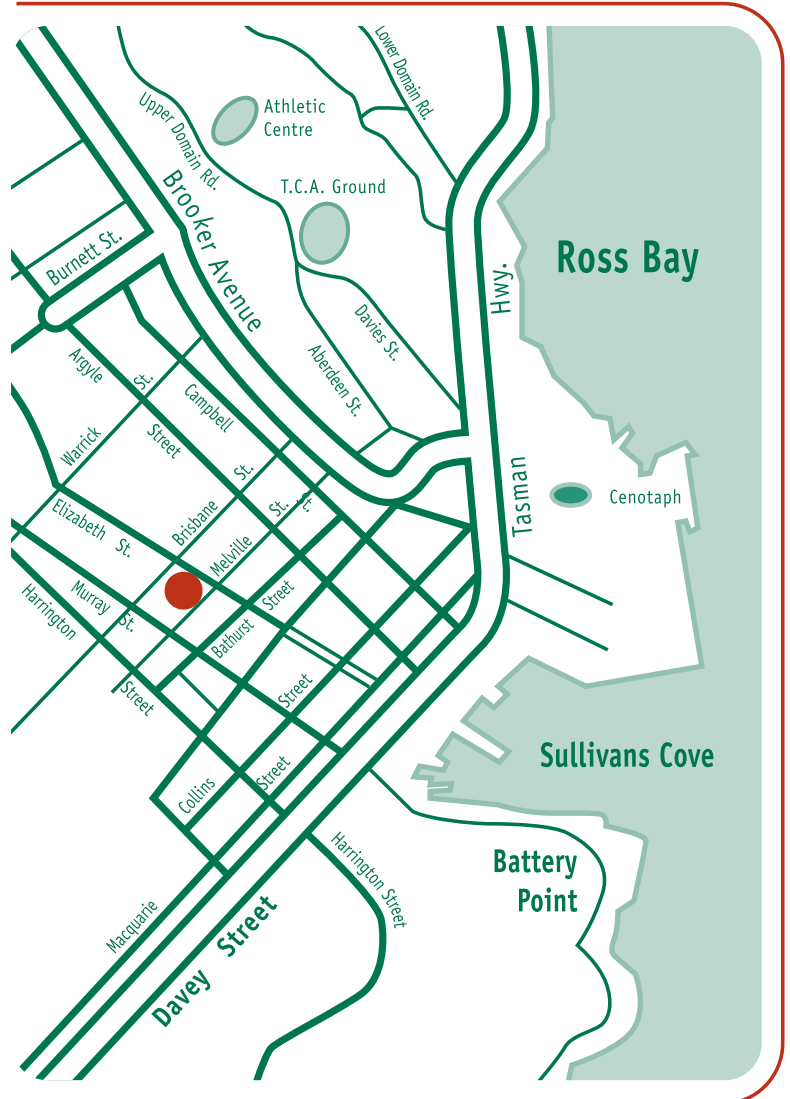 Lower Domain Rd.
Upper Domain Rd.
Athletic
Centre
T.C.A. Ground
Brooker Avenue
Burnett St.
Ross Bay
Hwy.
Davies St.
Aberdeen St.
Argyle
St.
Campbell
Warrick
Street
St.
Brisbane
St.
St.
Tasman
Cenotaph
Elizabeth St.
Melville
Murray
St.
Harrington
Street
Bathurst
Street
Street
Collins
Street
Sullivans Cove
Battery
Point
Harrington Street
Macquarie
Davey Street